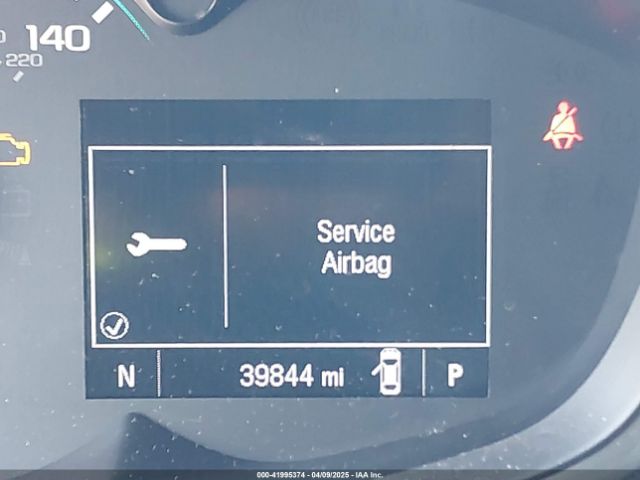 140
220
Service
Airbag
N
39844 mi
P
000-41995374 - 04/09/2025 - IAA Inc.